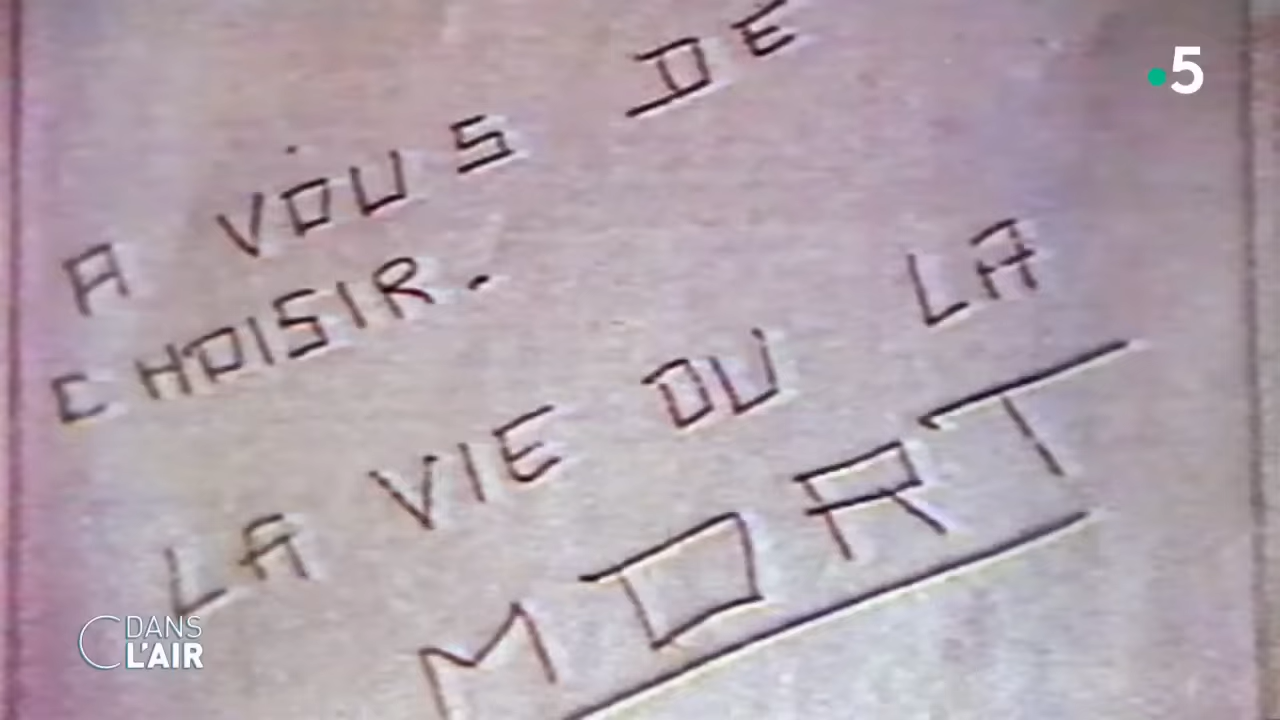 A VOUS DE
CHOISIR.
LA VIE OU LA
MORT
5
C DANS
L'AIR